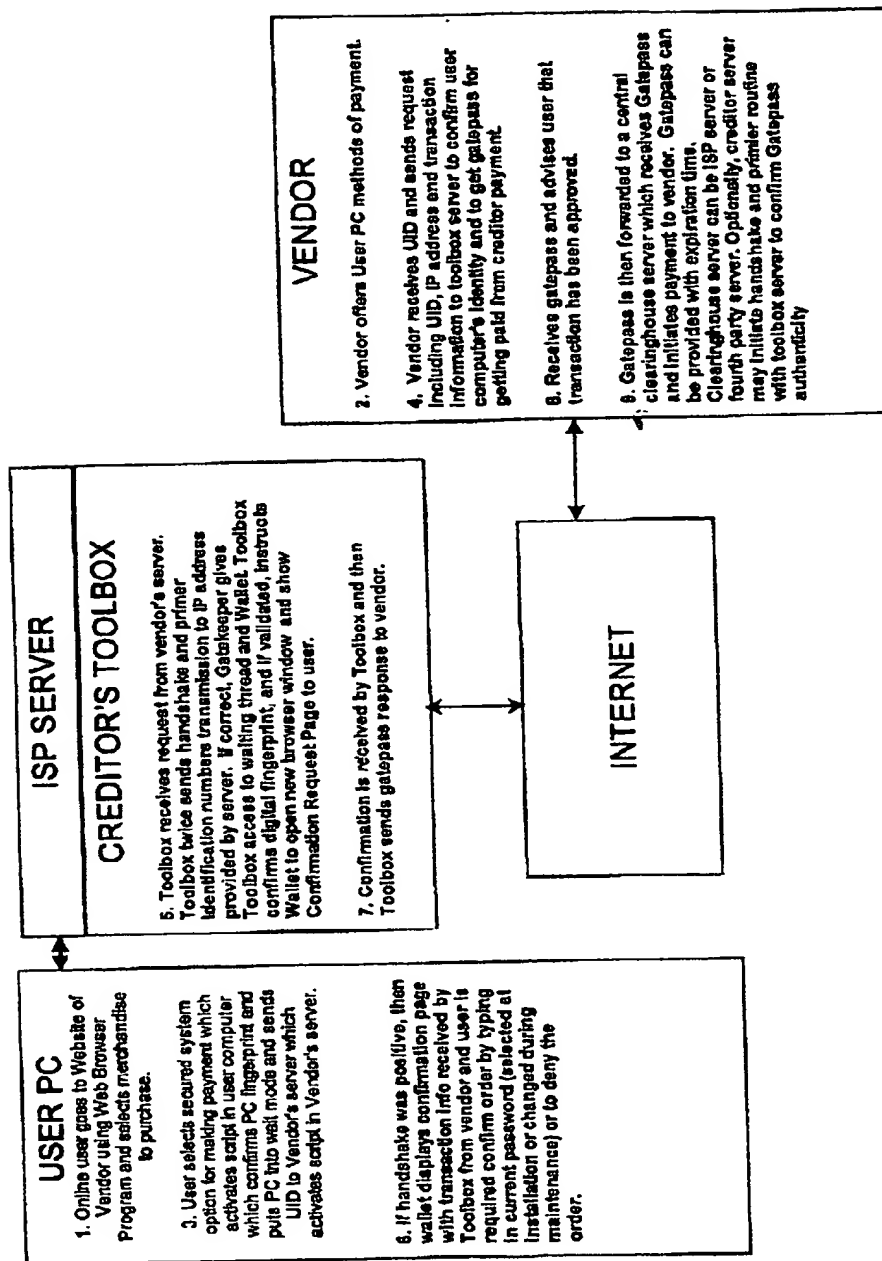 USER PC
1. Online user goes to Website of
Vendor using Web Browser
Program and selects merchandise
to purchase.
3. User selects secured system
option for making payment which
activates script in user computer
which confirms PC fingerprint and
puts PC into wait mode and sends
UID to Vendor's server which
activates script in Vendor's server.
6. If handshake was positive, then
wallet displays confirmation page
with transaction info received by
Toolbox from vendor and user is
required confirm order by typing
in current password (selected at
installation or changed during
maintenance) or to deny the
order.
ISP SERVER
CREDITOR'S TOOLBOX
5. Toolbox receives request from vendor's server.
Toolbox twice sends handshake and primer
identification numbers transmission to IP address
provided by server. If correct, Gatekeeper gives
Toolbox access to waiting thread and Wallet. Toolbox
confirms digital fingerprint, and if validated, instructs
Wallet to open new browser window and show
Confirmation Request Page to user.
7. Confirmation is received by Toolbox and then
Toolbox sends gatepass response to vendor.
INTERNET
VENDOR
2. Vendor offers User PC methods of payment.
4. Vendor receives UID and sends request
including UID, IP address and transaction
information to toolbox server to confirm user
computer's identity and to get gatepass for
getting paid from creditor payment.
8. Receives gatepass and advises user that
transaction has been approved.
9. Gatepass is then forwarded to a central
clearinghouse server which receives Gatepass
and initiates payment to vendor. Gatepass can
be provided with expiration time.
Clearinghouse server can be ISP server or
fourth party server. Optionally, creditor server
may initiate handshake and primier routine
with toolbox server to confirm Gatepass
authenticity